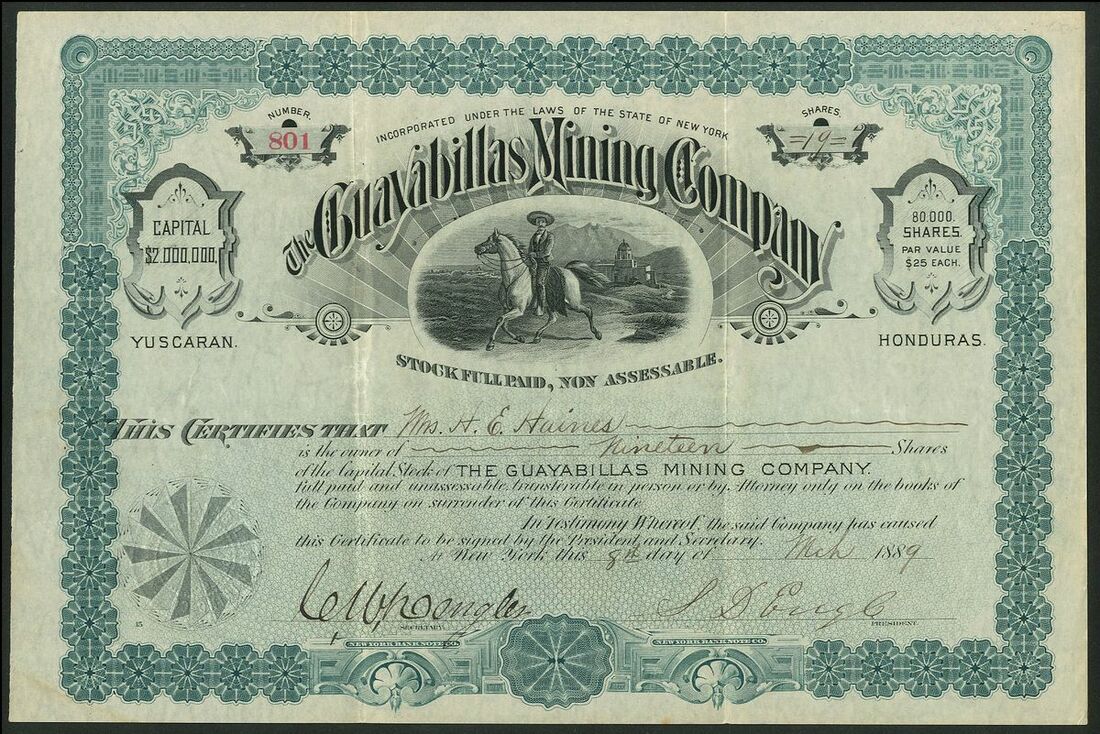 NUMBER.
801
INCORPORATED UNDER THE LAWS OF THE STATE OF NEW YORK
SHARES.
=19=
The Guayabillas Mining Company
CAPITAL
$2.000,000.
80.000.
SHARES.
PAR VALUE
$25 EACH.
YUSCARAN.
HONDURAS.
STOCK FULL PAID, NON ASSESSABLE.
THIS CERTIFIES THAT Mrs. H. E. Haines
is the owner of Nineteen Shares
of the Capital Stock of THE GUAYABILLAS MINING COMPANY.
full paid and unassessable, transferable in person or by Attorney only on the books of
the Company on surrender of this Certificate
In Testimony Whereof, the said Company has caused
this Certificate to be signed by the President and Secretary.
At New York this 8th day of Mch 1889
SECRETARY.
PRESIDENT.
15
NEW YORK BANK NOTE CO.
NEW YORK BANK NOTE CO.